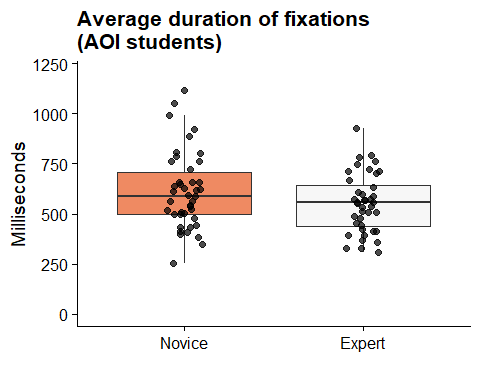 Average duration of fixations
(AOI students)
Milliseconds
1250
1000
750
500
250
0
Novice
Expert